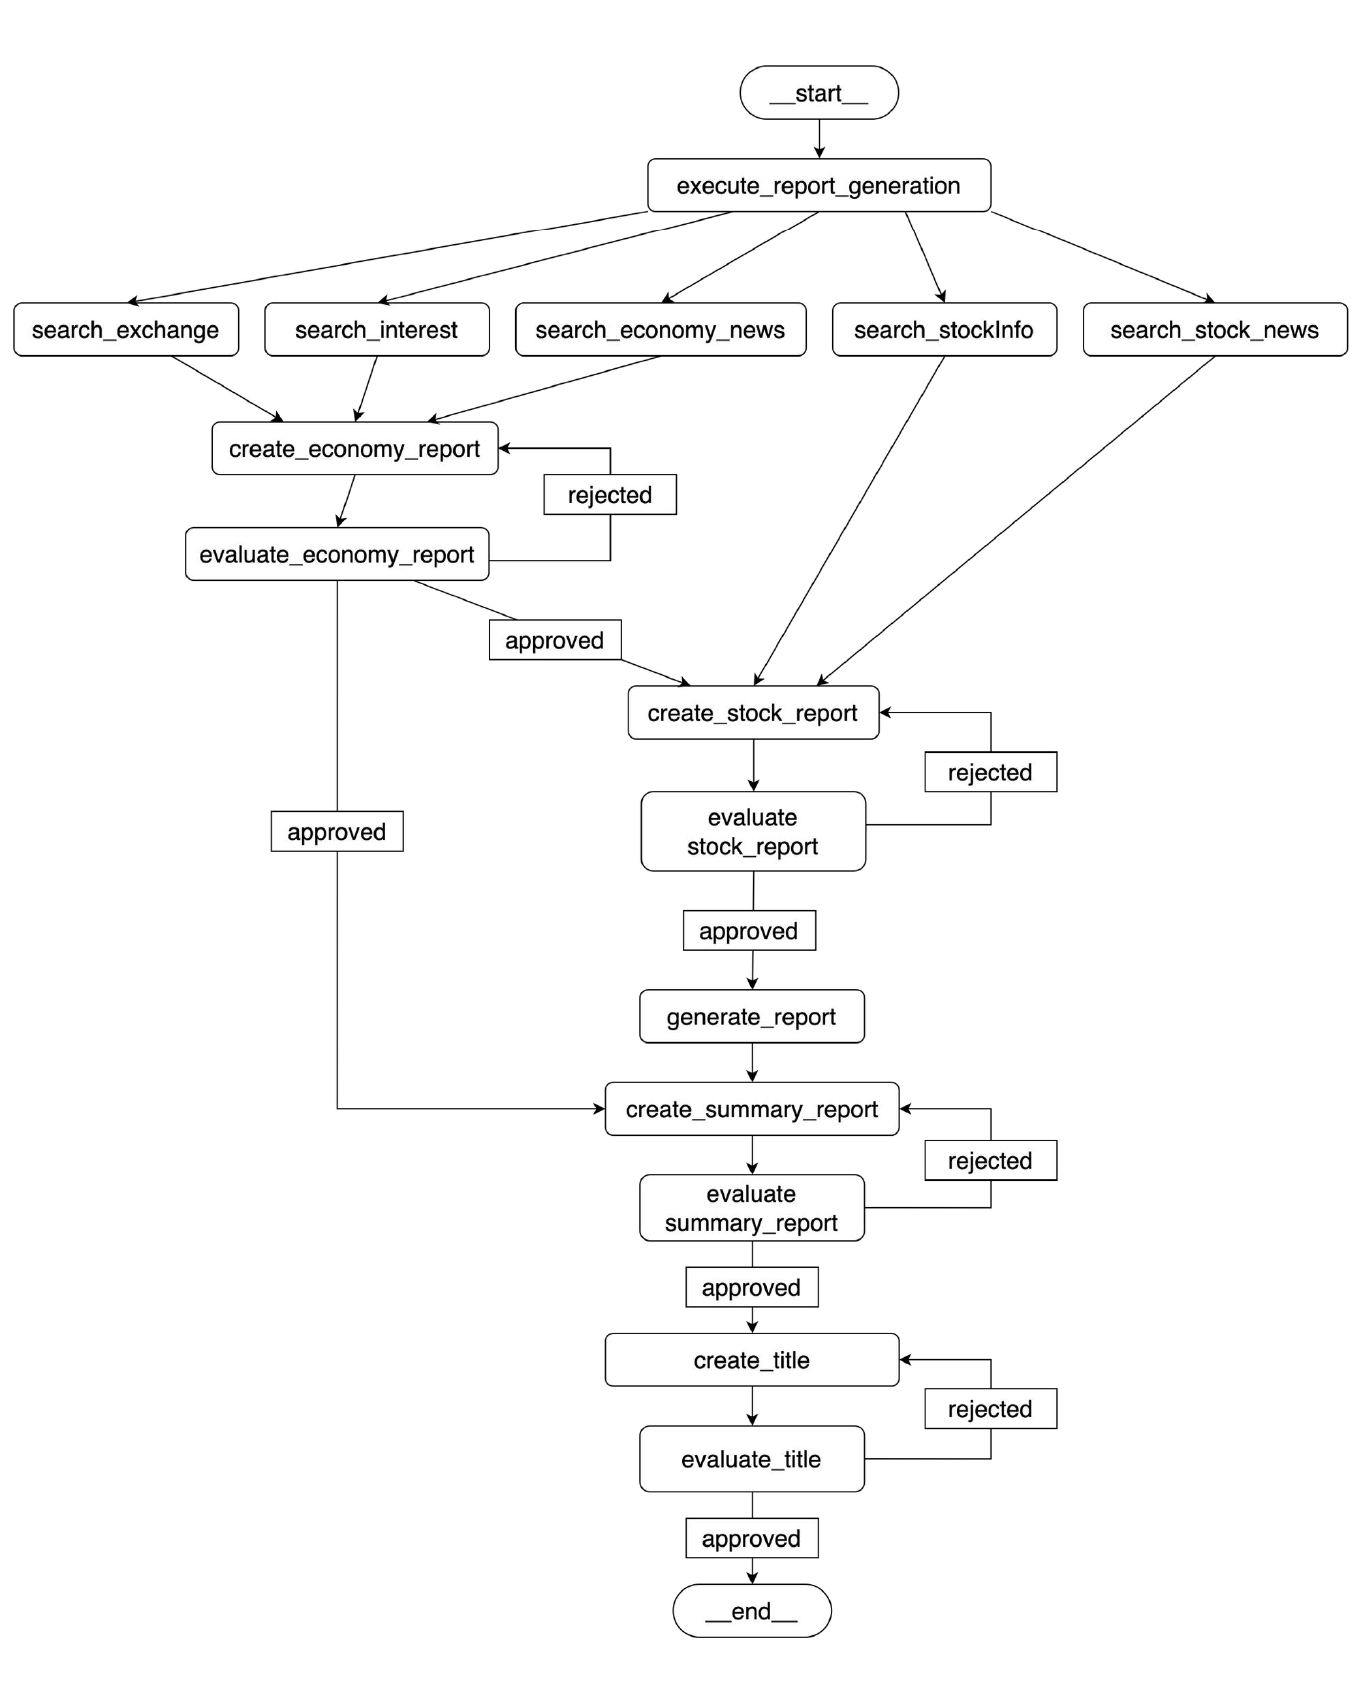 __start__
execute_report_generation
search_exchange
search_interest
search_economy_news
search_stockInfo
search_stock_news
create_economy_report
rejected
evaluate_economy_report
approved
create_stock_report
rejected
evaluate
stock_report
approved
approved
generate_report
create_summary_report
rejected
evaluate
summary_report
approved
create_title
rejected
evaluate_title
approved
__end__